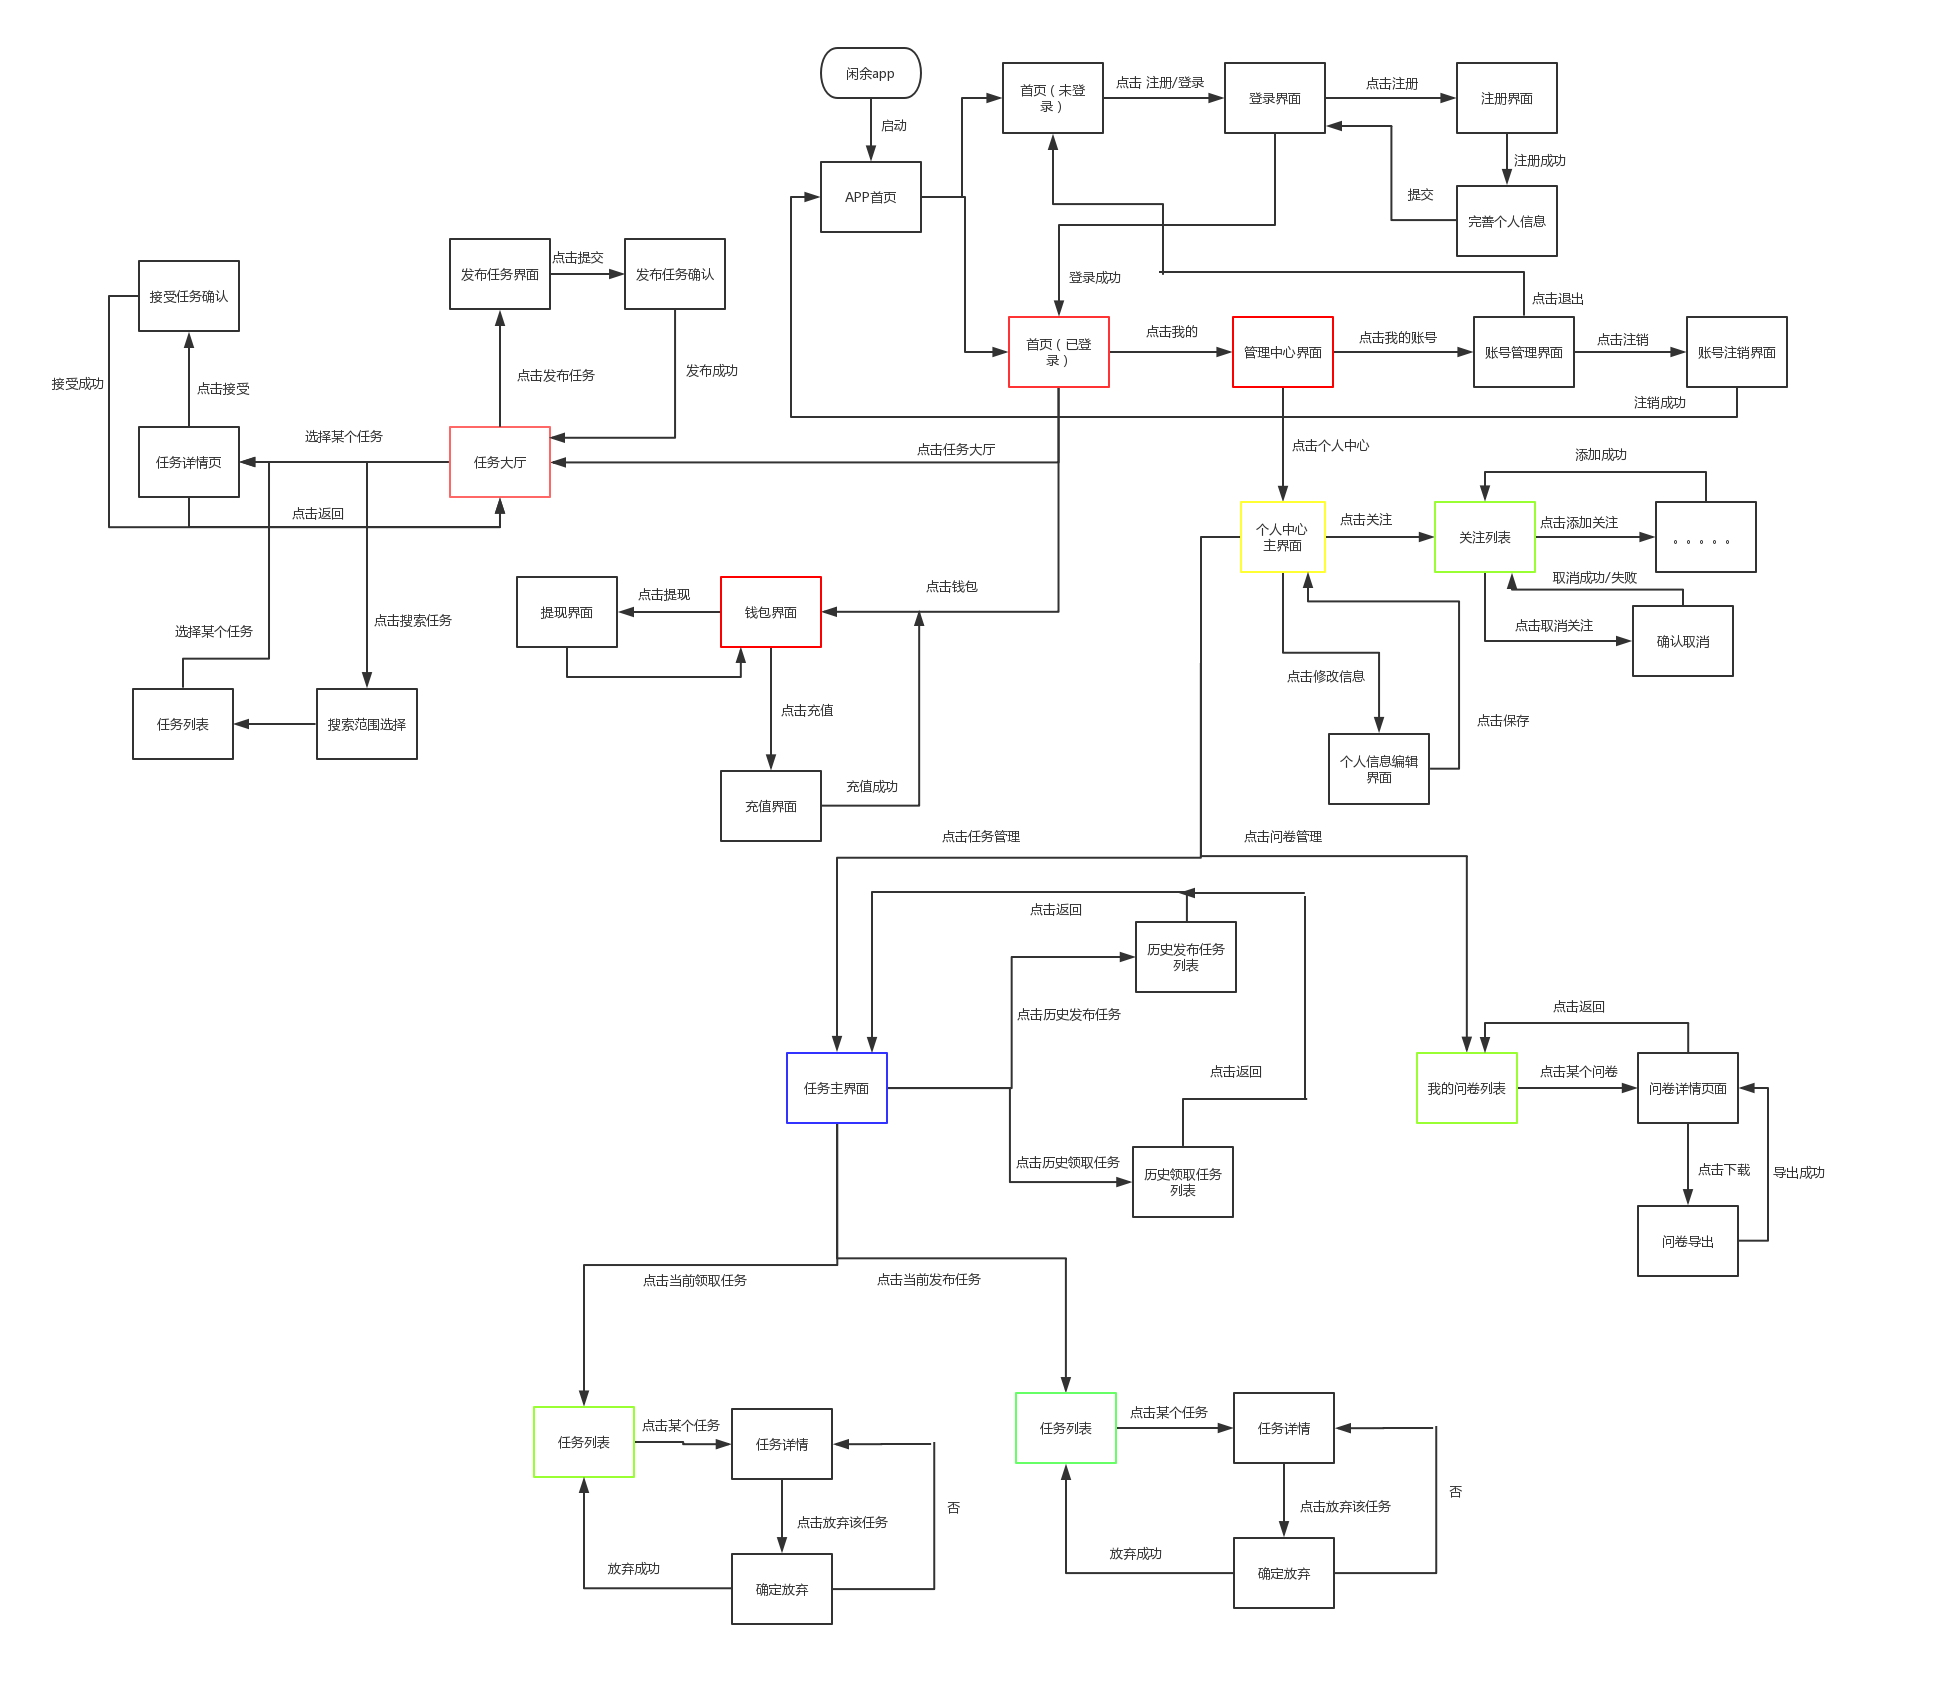 闲余app
启动
APP首页
首页（未登
录）
点击 注册/登录
登录界面
点击注册
注册界面
注册成功
提交
完善个人信息
登录成功
点击退出
首页（已登
录）
点击我的
管理中心界面
点击我的账号
账号管理界面
点击注销
账号注销界面
注销成功
发布任务界面
点击提交
发布任务确认
接受任务确认
点击发布任务
发布成功
接受成功
点击接受
任务详情页
选择某个任务
任务大厅
点击任务大厅
点击返回
点击个人中心
添加成功
个人中心
主界面
点击关注
关注列表
点击添加关注
。。。。。
取消成功/失败
点击取消关注
确认取消
提现界面
点击提现
钱包界面
点击钱包
选择某个任务
点击搜索任务
任务列表
搜索范围选择
点击充值
充值界面
充值成功
点击修改信息
点击保存
个人信息编辑
界面
点击任务管理
点击问卷管理
点击返回
历史发布任务
列表
点击历史发布任务
点击返回
任务主界面
点击历史领取任务
历史领取任务
列表
点击返回
我的问卷列表
点击某个问卷
问卷详情页面
点击下载
导出成功
问卷导出
点击当前领取任务
点击当前发布任务
任务列表
点击某个任务
任务详情
点击放弃该任务
否
放弃成功
确定放弃
任务列表
点击某个任务
任务详情
点击放弃该任务
否
放弃成功
确定放弃